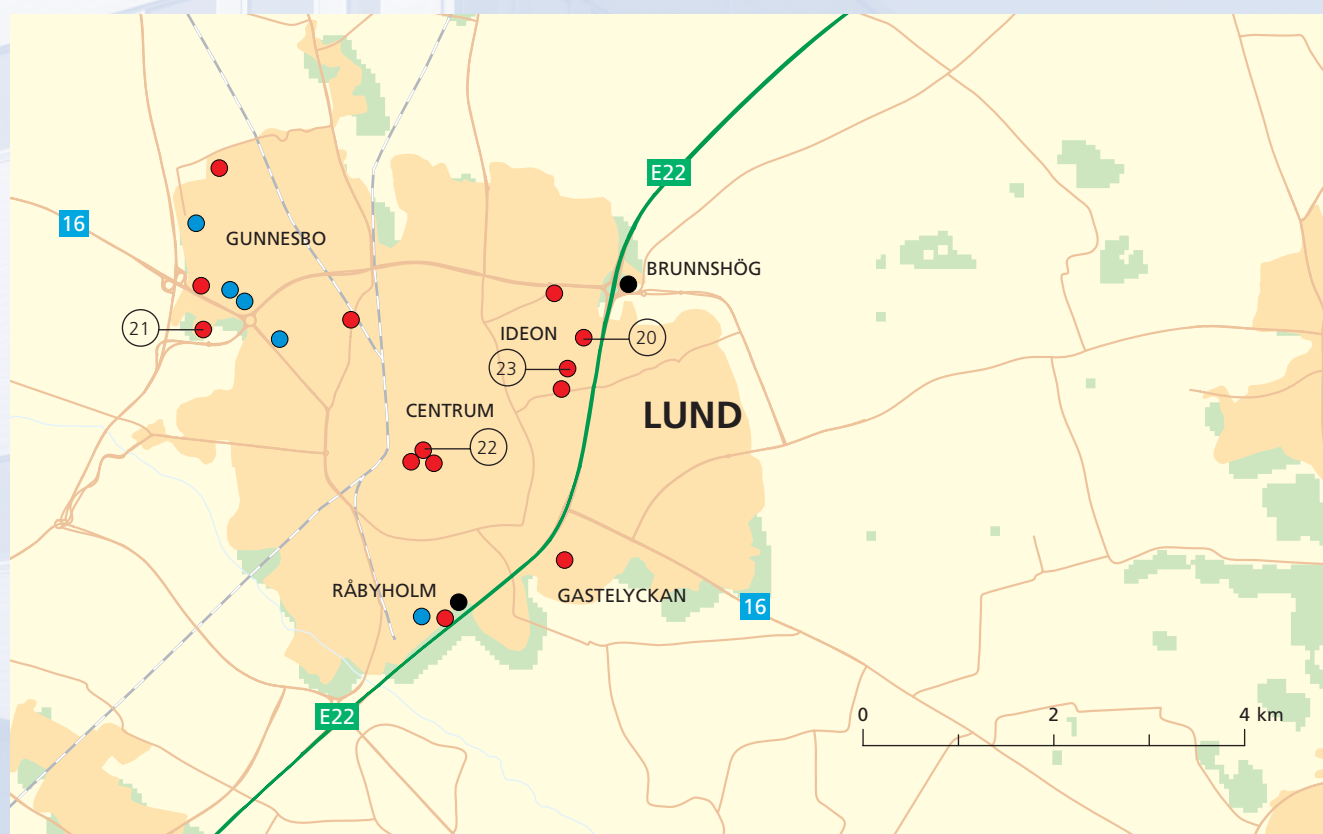 E22
16
GUNNESBO
BRUNNSHÖG
21
IDEON
20
23
CENTRUM
LUND
22
RÅBYHOLM
GASTELYCKAN
16
E22
0 2 4 km